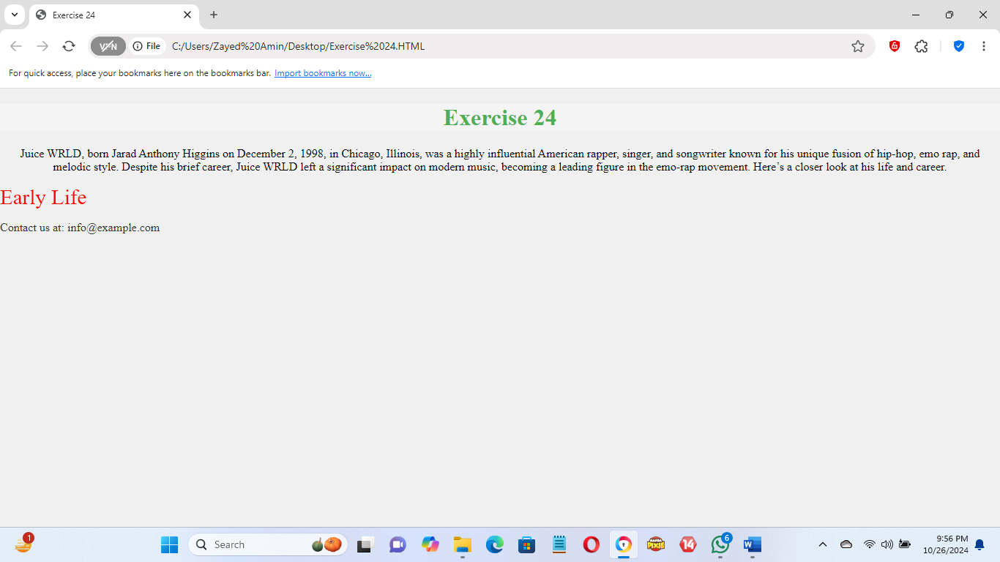 Exercise 24
VPN
File
C:/Users/Zayed%20Amin/Desktop/Exercise%2024.HTML
For quick access, place your bookmarks here on the bookmarks bar. Import bookmarks now...
Exercise 24
Juice WRLD, born Jarad Anthony Higgins on December 2, 1998, in Chicago, Illinois, was a highly influential American rapper, singer, and songwriter known for his unique fusion of hip-hop, emo rap, and
melodic style. Despite his brief career, Juice WRLD left a significant impact on modern music, becoming a leading figure in the emo-rap movement. Here’s a closer look at his life and career.
Early Life
Contact us at: info@example.com
1
Search
PIXIE
14
6
W
9:56 PM
10/26/2024